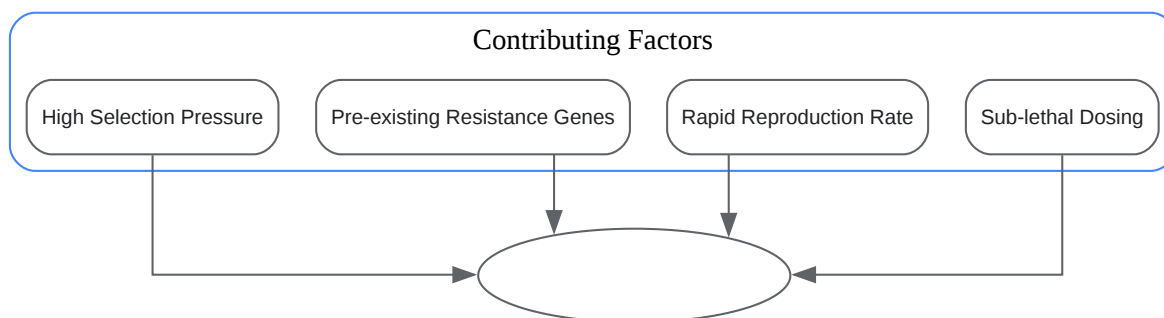 Contributing Factors
High Selection Pressure
Pre-existing Resistance Genes
Rapid Reproduction Rate
Sub-lethal Dosing